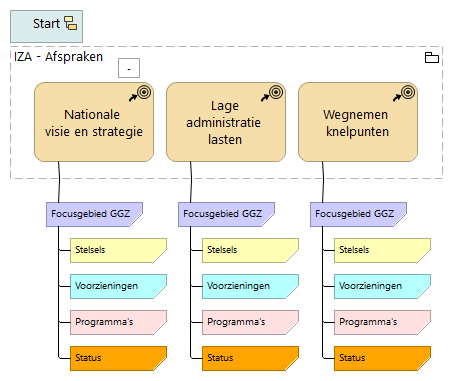 Start
IZA - Afspraken
-
Nationale
visie en strategie
Lage
administratie
lasten
Wegnemen
knelpunten
Focusgebied GGZ
Stelsels
Voorzieningen
Programma's
Status
Focusgebied GGZ
Stelsels
Voorzieningen
Programma's
Status
Focusgebied GGZ
Stelsels
Voorzieningen
Programma's
Status